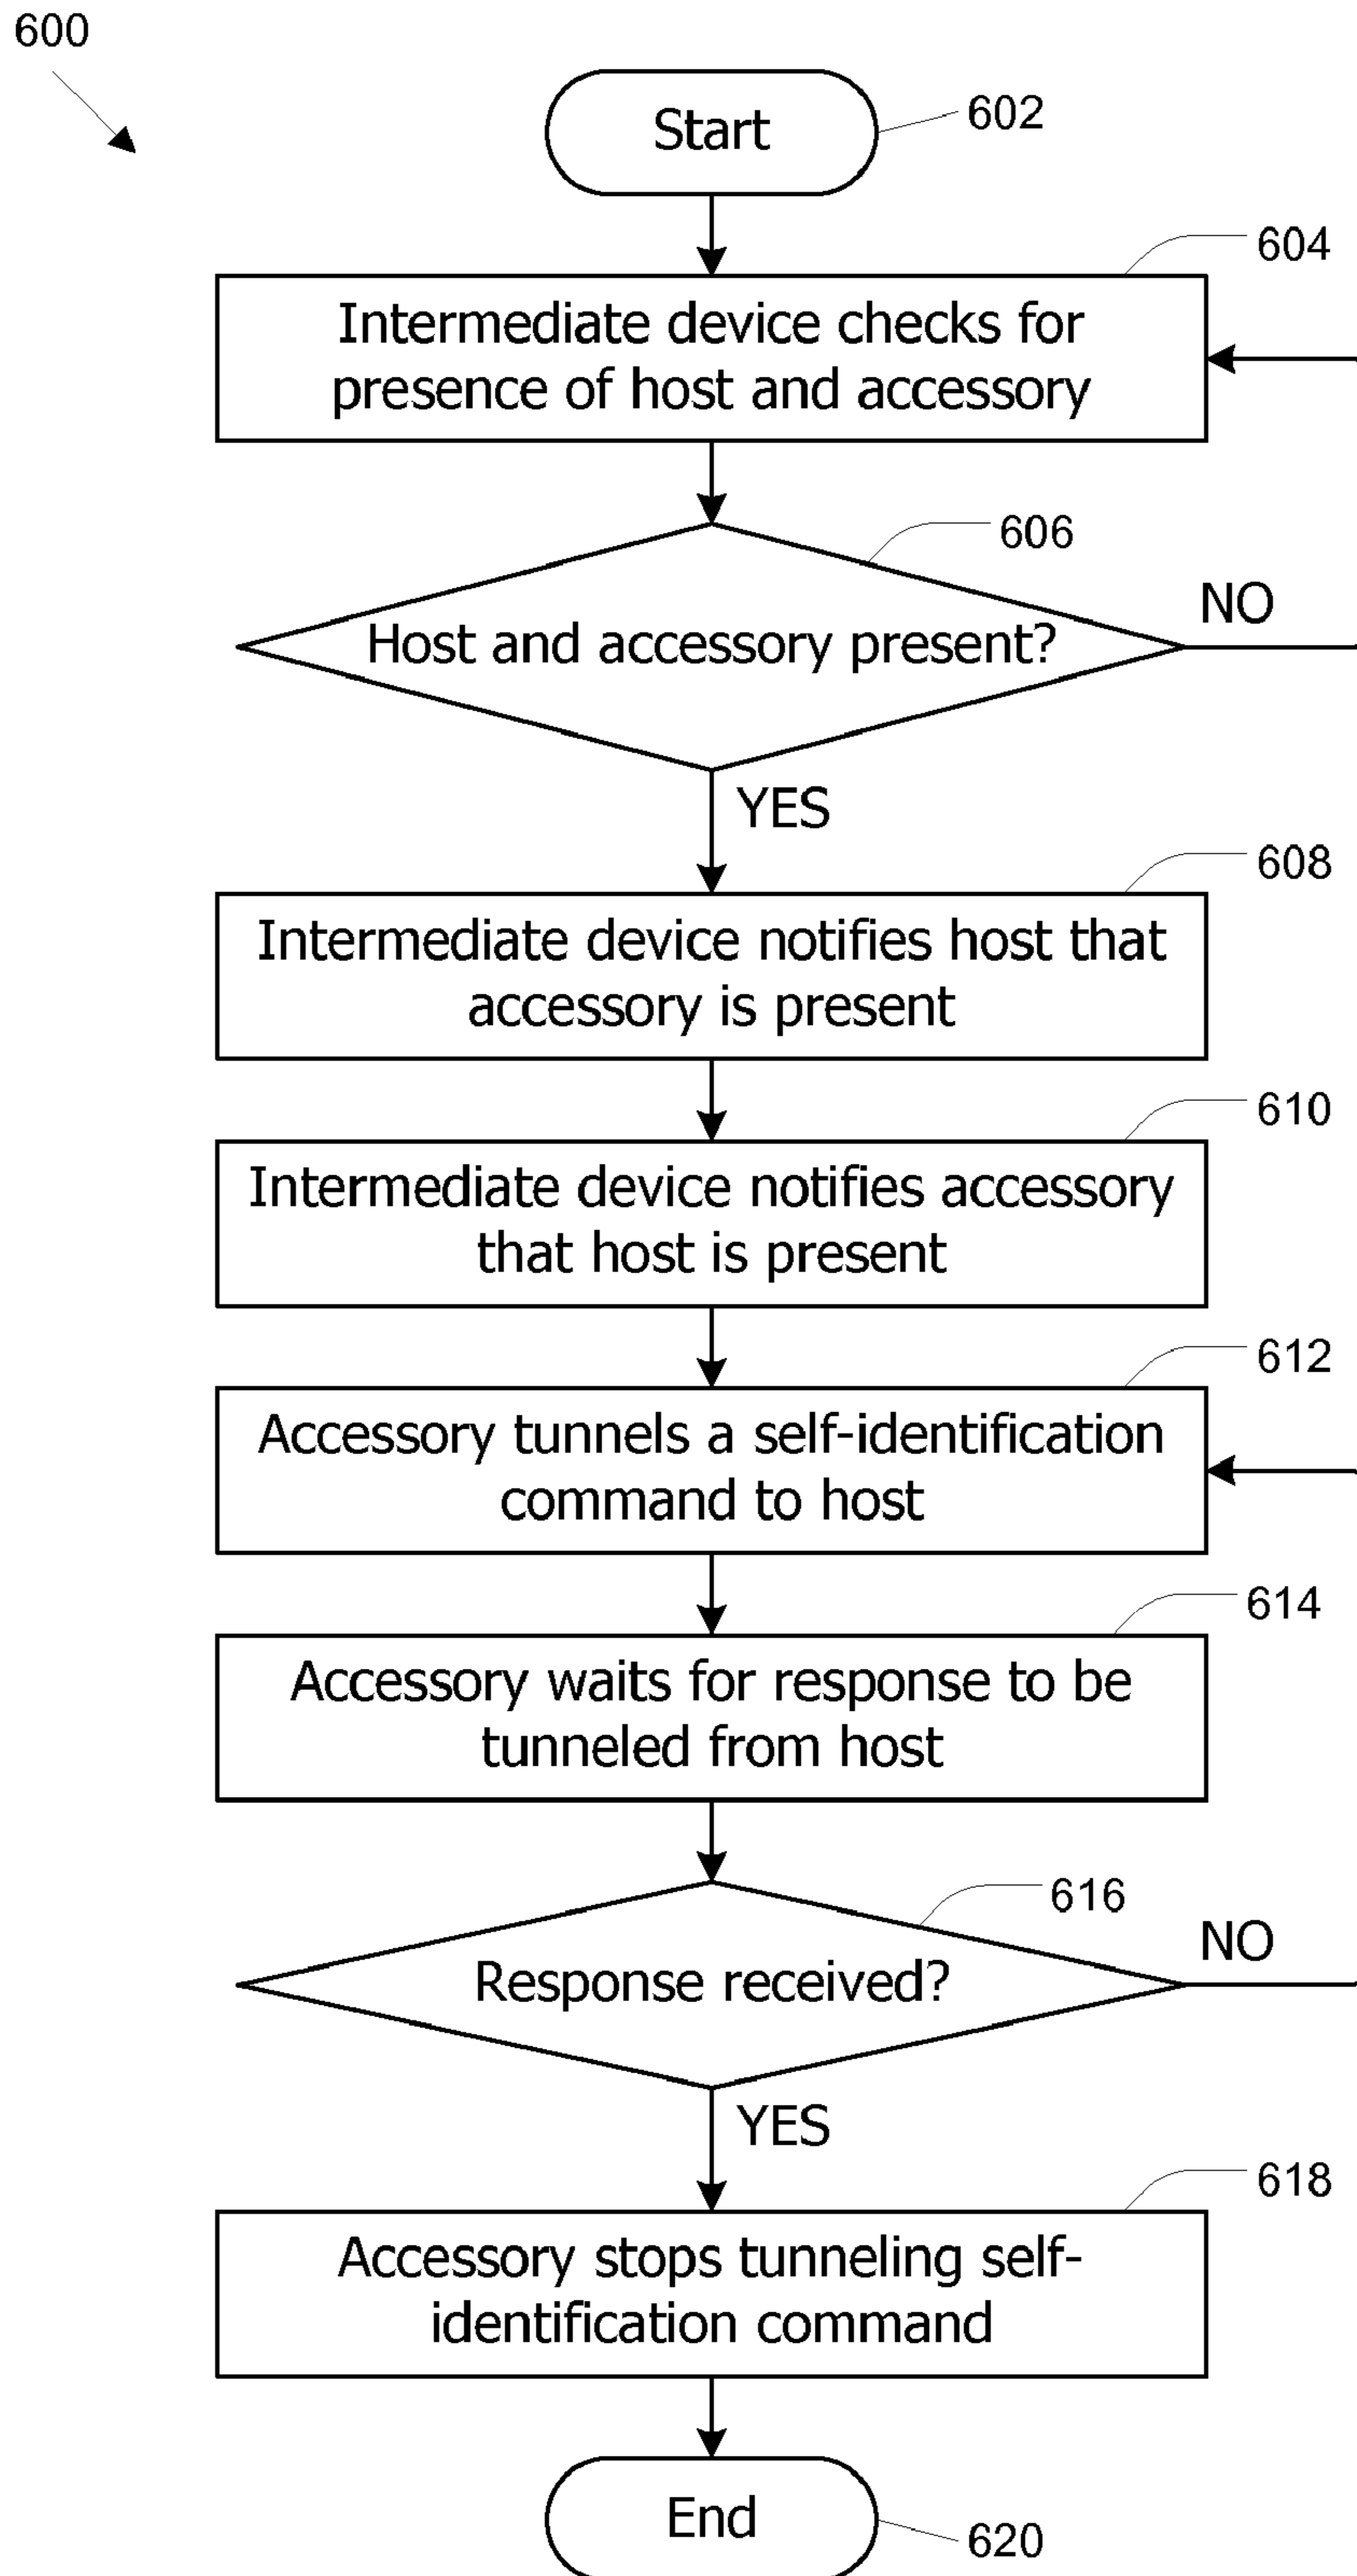 600
Start
602
604
Intermediate device checks for
presence of host and accessory
606
Host and accessory present?
NO
YES
608
Intermediate device notifies host that
accessory is present
610
Intermediate device notifies accessory
that host is present
612
Accessory tunnels a self-identification
command to host
614
Accessory waits for response to be
tunneled from host
616
Response received?
NO
YES
618
Accessory stops tunneling self-
identification command
End
620